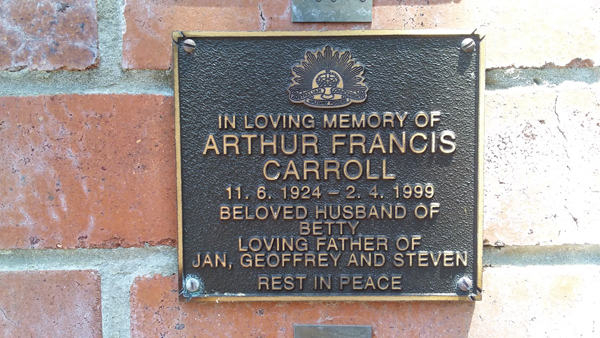 IN LOVING MEMORY OF
ARTHUR FRANCIS
CARROLL
11. 6. 1924 – 2. 4. 1999
BELOVED HUSBAND OF
BETTY
LOVING FATHER OF
JAN, GEOFFREY AND STEVEN
REST IN PEACE